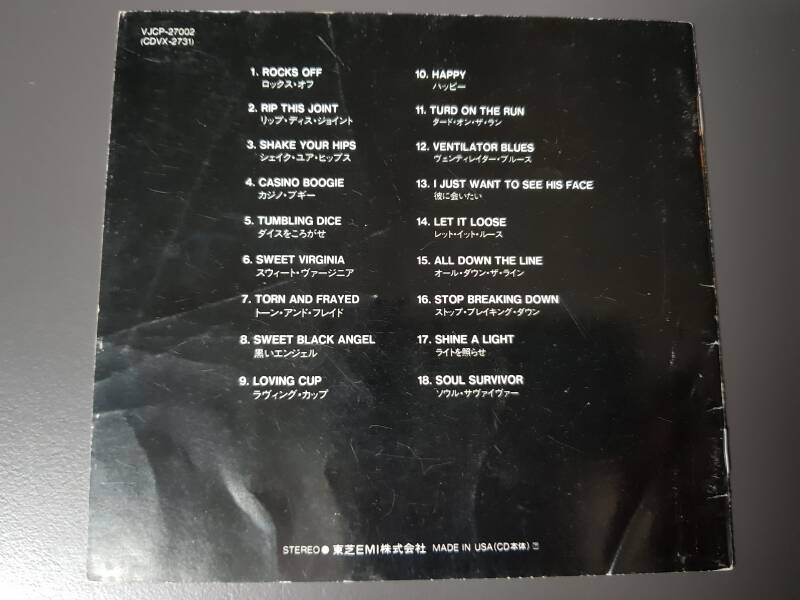 VJCP-27002
(CDVX-2731)
1. ROCKS OFF
ロックス・オフ
2. RIP THIS JOINT
リップ・ディス・ジョイント
3. SHAKE YOUR HIPS
シェイク・ユア・ヒップス
4. CASINO BOOGIE
カジノ・ブギー
5. TUMBLING DICE
ダイスをころがせ
6. SWEET VIRGINIA
スウィート・ヴァージニア
7. TORN AND FRAYED
トーン・アンド・フレイド
8. SWEET BLACK ANGEL
黒いエンジェル
9. LOVING CUP
ラヴィング・カップ
10. HAPPY
ハッピー
11. TURD ON THE RUN
タード・オン・ザ・ラン
12. VENTILATOR BLUES
ヴェンティレイター・ブルース
13. I JUST WANT TO SEE HIS FACE
彼に会いたい
14. LET IT LOOSE
レット・イット・ルース
15. ALL DOWN THE LINE
オール・ダウン・ザ・ライン
16. STOP BREAKING DOWN
ストップ・ブレイキング・ダウン
17. SHINE A LIGHT
ライトを照らせ
18. SOUL SURVIVOR
ソウル・サヴァイヴァー
STEREO● 東芝EMI株式会社 MADE IN USA(CD本体)